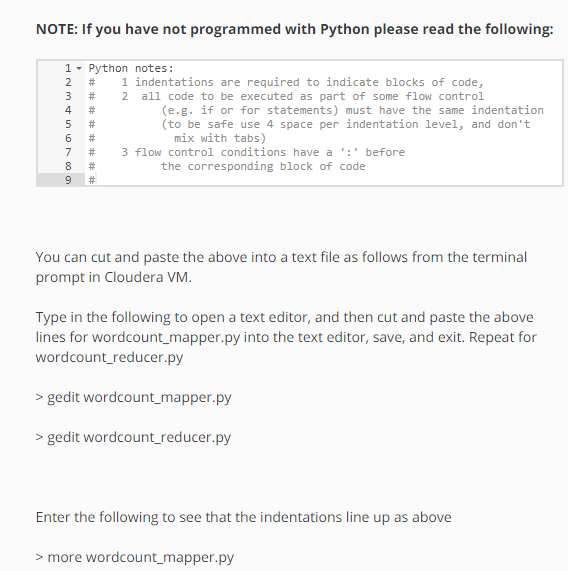 NOTE: If you have not programmed with Python please read the following:
1 Python notes:
2 #    1 indentations are required to indicate blocks of code,
3 #    2  all code to be executed as part of some flow control
4 #          (e.g. if or for statements) must have the same indentation
5 #          (to be safe use 4 space per indentation level, and don't
6 #            mix with tabs)
7 #    3 flow control conditions have a ':' before
8 #          the corresponding block of code
9 #
You can cut and paste the above into a text file as follows from the terminal
prompt in Cloudera VM.
Type in the following to open a text editor, and then cut and paste the above
lines for wordcount_mapper.py into the text editor, save, and exit. Repeat for
wordcount_reducer.py
> gedit wordcount_mapper.py
> gedit wordcount_reducer.py
Enter the following to see that the indentations line up as above
> more wordcount_mapper.py